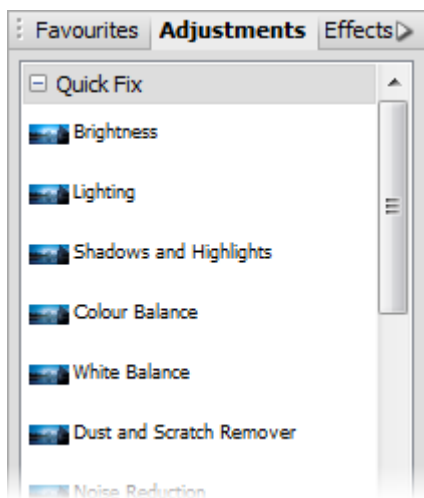 Favourites Adjustments Effects
Quick Fix
Brightness
Lighting
Shadows and Highlights
Colour Balance
White Balance
Dust and Scratch Remover
Noise Reduction